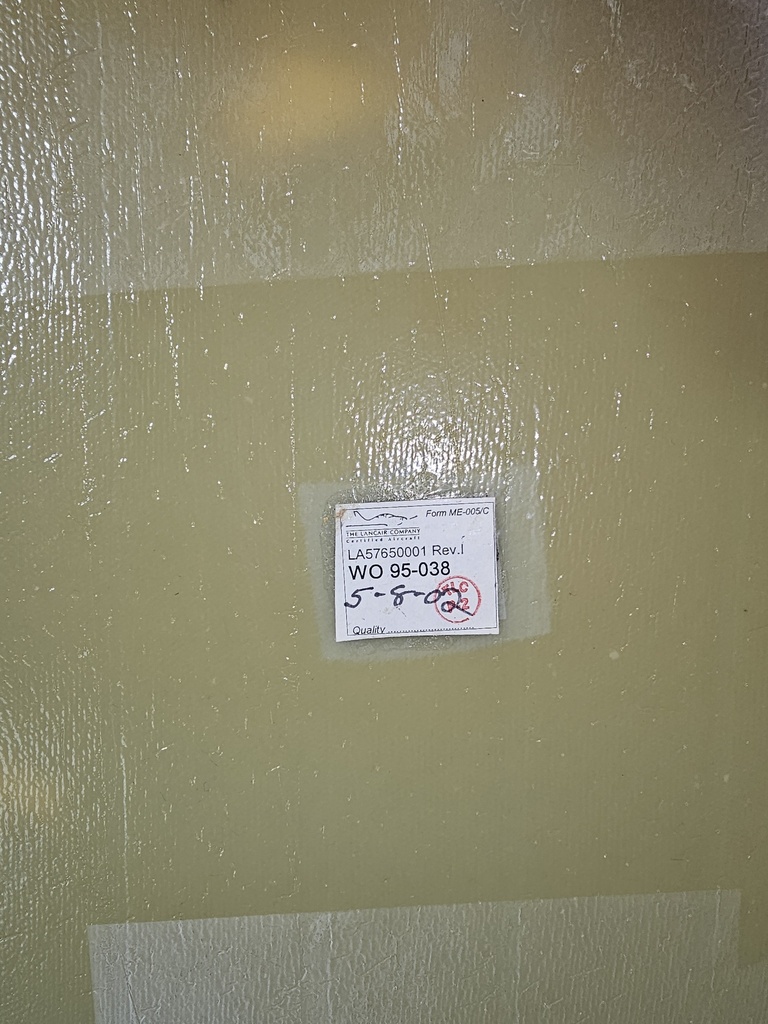 Form ME-005/C
THE LANCAIR COMPANY
Certified Aircraft
LA57650001 Rev.I
WO 95-038
5-8-02
Quality